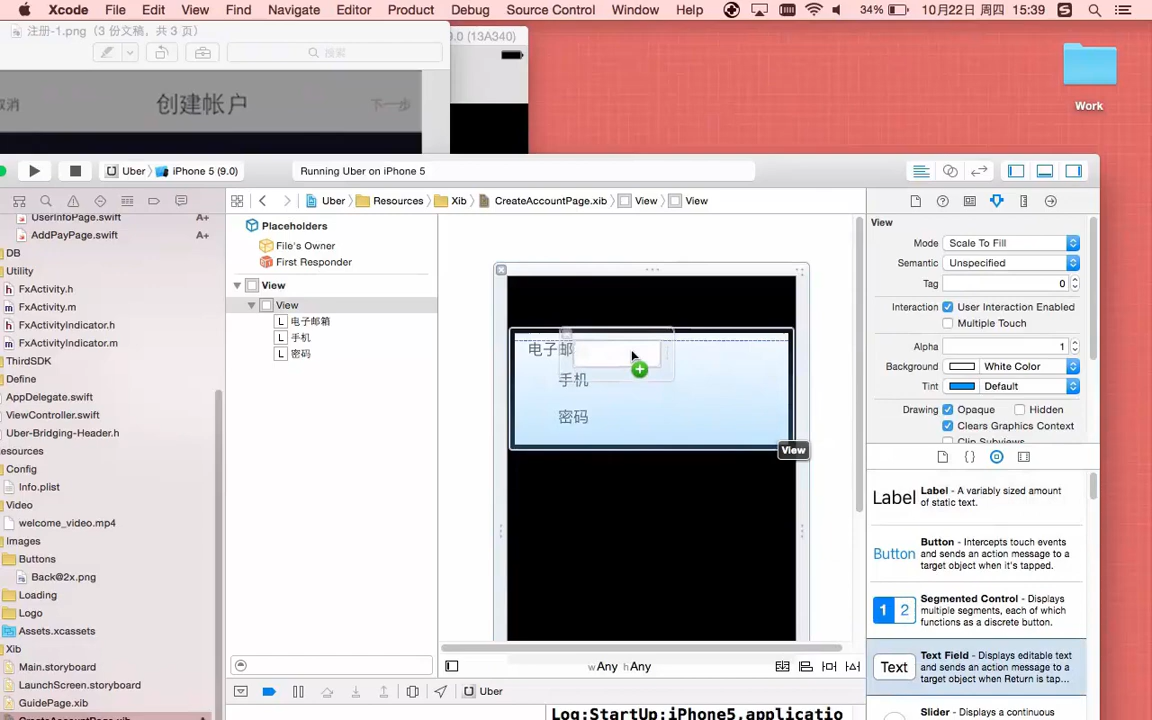 Xcode File Edit View Find Navigate Editor Product Debug Source Control Window Help 34% 10月22日 周四 15:39
注册-1.png（3 份文稿，共 3 页）
搜索
9.0 (13A340)
取消 创建帐户 下一步
Work
Uber iPhone 5 (9.0)
Running Uber on iPhone 5
Uber Resources Xib CreateAccountPage.xib View View
UserInfoPage.swift A+
AddPayPage.swift A+
DB
Utility
FxActivity.h
FxActivity.m
FxActivityIndicator.h
FxActivityIndicator.m
ThirdSDK
Define
AppDelegate.swift
ViewController.swift
Uber-Bridging-Header.h
esources
Config
Info.plist
Video
welcome_video.mp4
Images
Buttons
Back@2x.png
Loading
Logo
Assets.xcassets
Xib
Main.storyboard
LaunchScreen.storyboard
GuidePage.xib
CreateAccountPage.xib
Placeholders
File's Owner
First Responder
View
View
L 电子邮箱
L 手机
L 密码
电子邮
手机
密码
View
wAny hAny
Uber
Log:StartUp:iPhone5,applicatio
View
Mode Scale To Fill
Semantic Unspecified
Tag 0
Interaction User Interaction Enabled
Multiple Touch
Alpha 1
Background White Color
Tint Default
Drawing Opaque Hidden
Clears Graphics Context
Clip Subviews
Label Label - A variably sized amount of static text.
Button Button - Intercepts touch events and sends an action message to a target object when it's tapped.
1 2 Segmented Control - Displays multiple segments, each of which functions as a discrete button.
Text Text Field - Displays editable text and sends an action message to a target object when Return is tap...
Slider - Displays a continuous